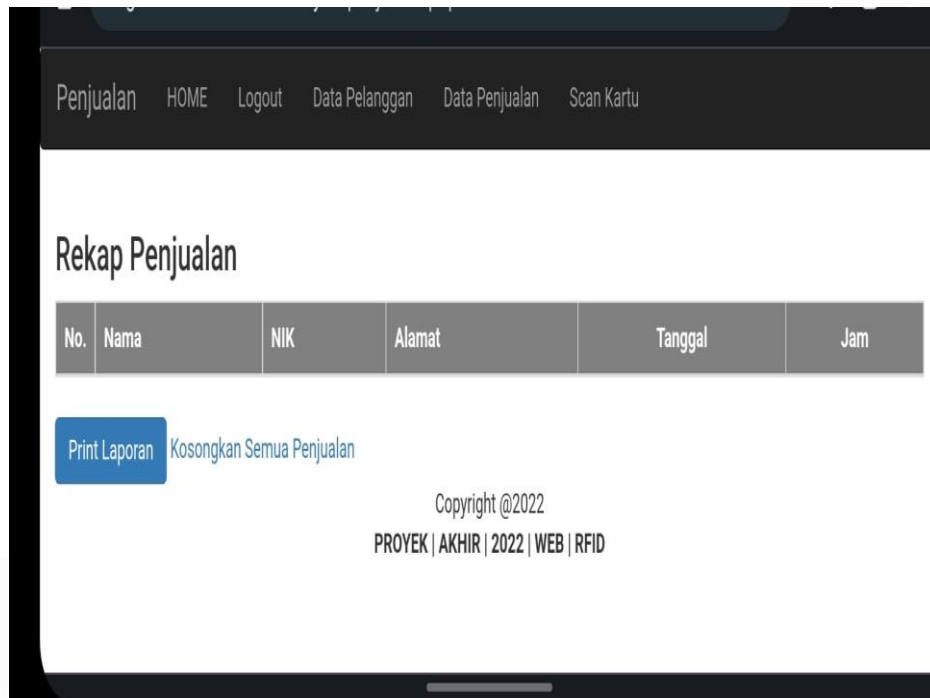 Penjualan HOME Logout Data Pelanggan Data Penjualan Scan Kartu
Rekap Penjualan
No. Nama NIK Alamat Tanggal Jam
Print Laporan Kosongkan Semua Penjualan
Copyright @2022
PROYEK | AKHIR | 2022 | WEB | RFID